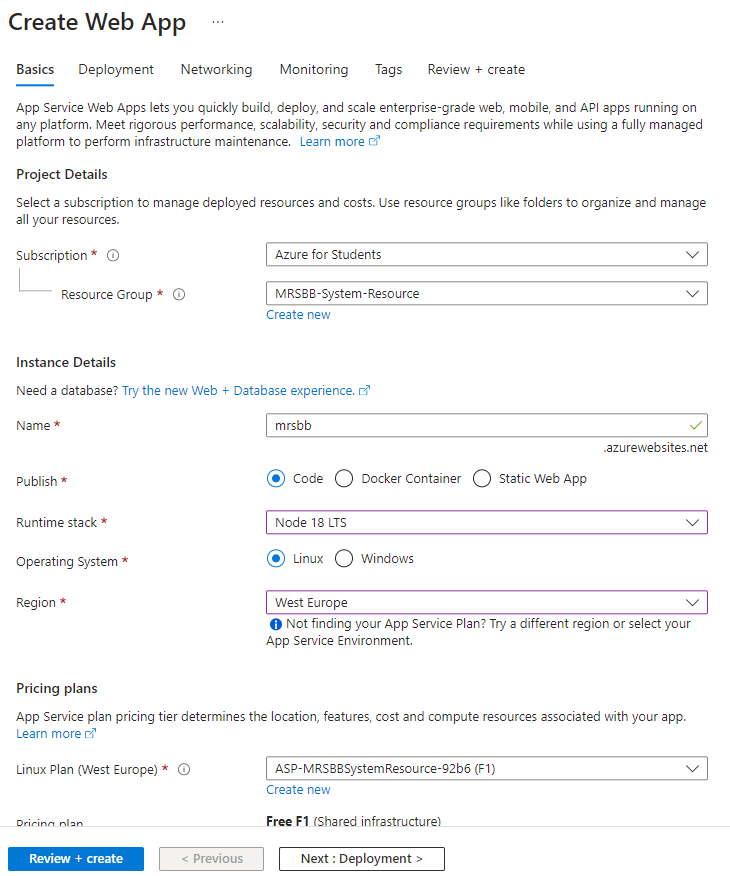 Create Web App ...
Basics Deployment Networking Monitoring Tags Review + create
App Service Web Apps lets you quickly build, deploy, and scale enterprise-grade web, mobile, and API apps running on
any platform. Meet rigorous performance, scalability, security and compliance requirements while using a fully managed
platform to perform infrastructure maintenance. Learn more
Project Details
Select a subscription to manage deployed resources and costs. Use resource groups like folders to organize and manage
all your resources.
Subscription * Azure for Students
Resource Group * MRSBB-System-Resource
Create new
Instance Details
Need a database? Try the new Web + Database experience.
Name * mrsbb
.azurewebsites.net
Publish * Code Docker Container Static Web App
Runtime stack * Node 18 LTS
Operating System * Linux Windows
Region * West Europe
Not finding your App Service Plan? Try a different region or select your
App Service Environment.
Pricing plans
App Service plan pricing tier determines the location, features, cost and compute resources associated with your app.
Learn more
Linux Plan (West Europe) * ASP-MRSBBSystemResource-92b6 (F1)
Create new
Pricing plan Free F1 (Shared infrastructure)
Review + create < Previous Next : Deployment >